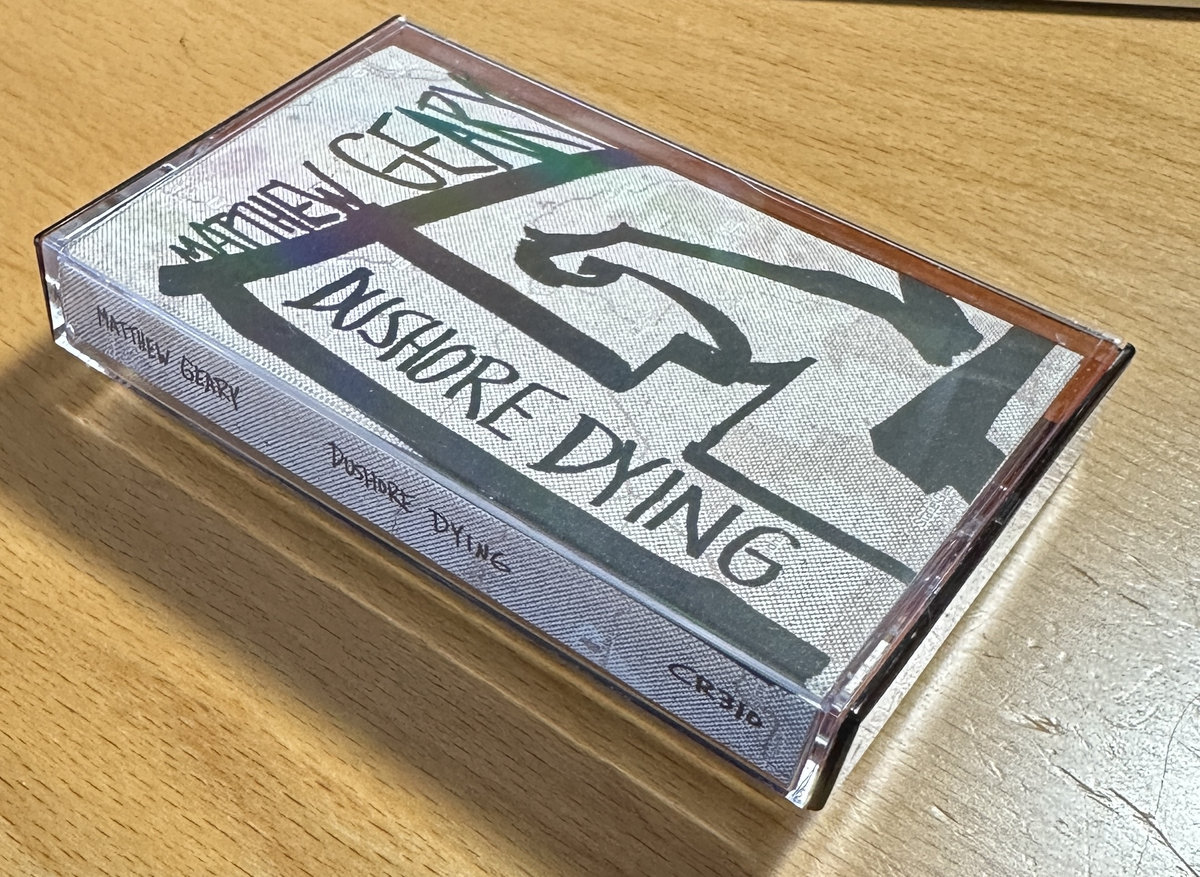 MATTHEW GEARY
DUSHORE DYING
MATTHEW GEARY DUSHORE DYING CR310